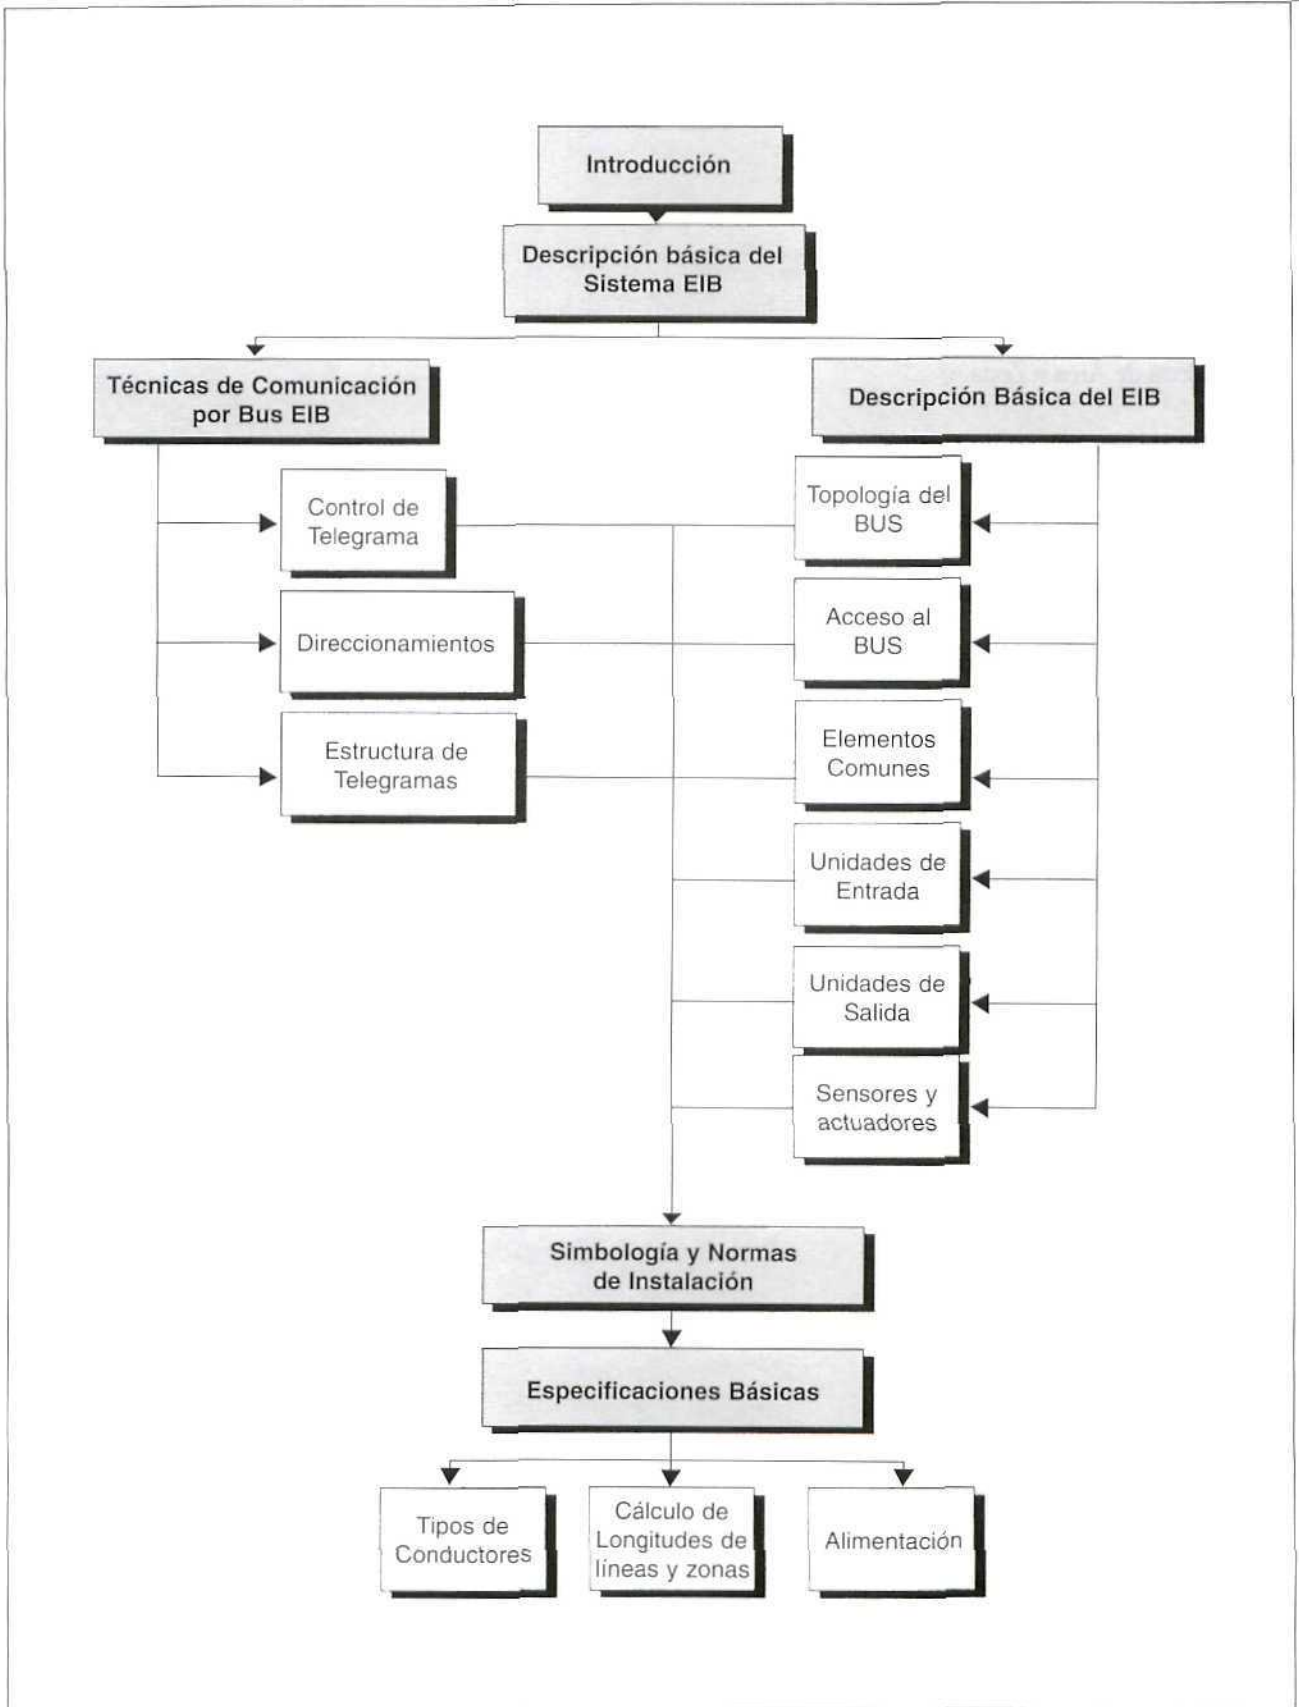 Introducción
Descripción básica del
Sistema EIB
Técnicas de Comunicación
por Bus EIB
Descripción Básica del EIB
Control de
Telegrama
Direccionamientos
Estructura de
Telegramas
Topología del
BUS
Acceso al
BUS
Elementos
Comunes
Unidades de
Entrada
Unidades de
Salida
Sensores y
actuadores
Simbología y Normas
de Instalación
Especificaciones Básicas
Tipos de
Conductores
Cálculo de
Longitudes de
líneas y zonas
Alimentación